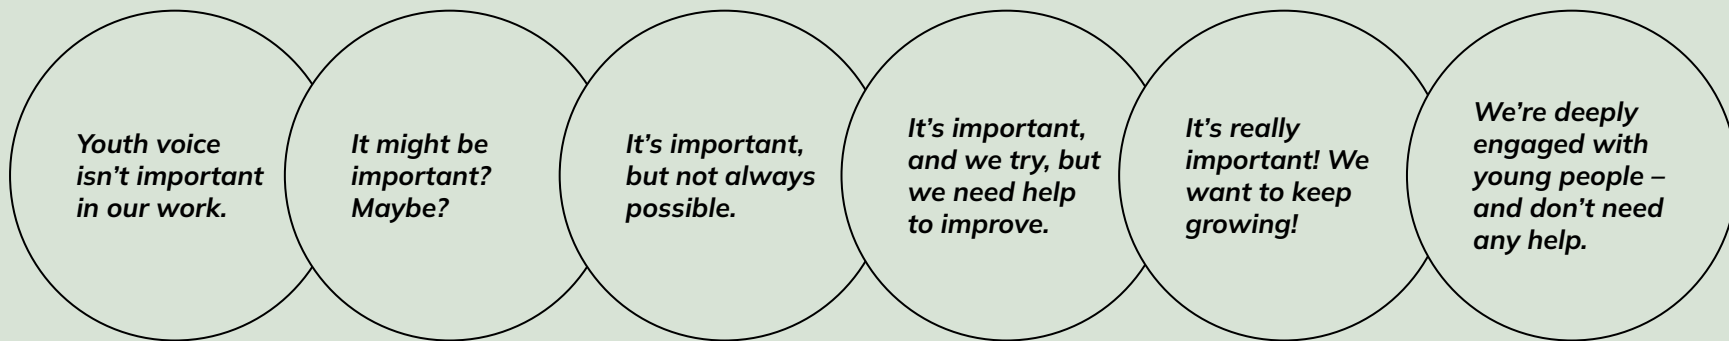 Youth voice
isn’t important
in our work.
It might be
important?
Maybe?
It’s important,
but not always
possible.
It’s important,
and we try, but
we need help
to improve.
It’s really
important! We
want to keep
growing!
We’re deeply
engaged with
young people –
and don’t need
any help.